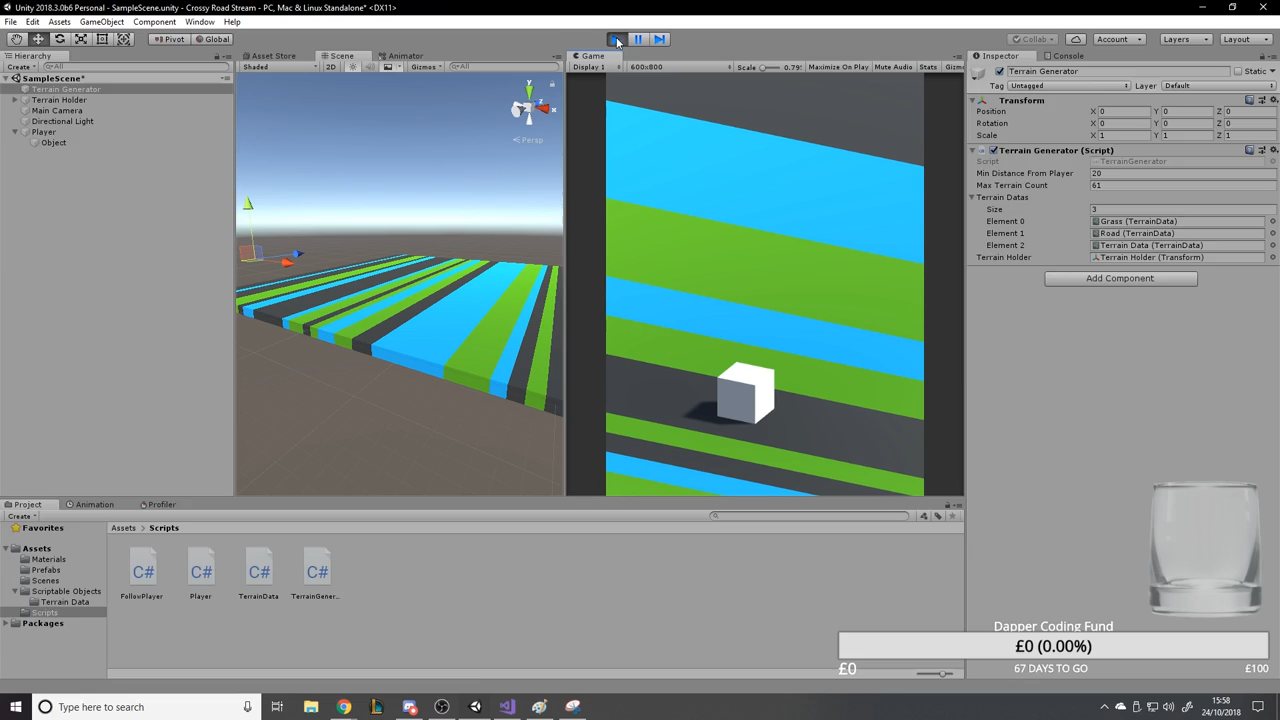 Unity 2018.3.0b6 Personal - SampleScene.unity - Crossy Road Stream - PC, Mac & Linux Standalone* <DX11>
File Edit Assets GameObject Component Window Help
Pivot Global Collab Account Layers Layout
Hierarchy
Create All
SampleScene*
Terrain Generator
Terrain Holder
Main Camera
Directional Light
Player
Object
Asset Store Scene Animator
Shaded 2D Gizmos All
y
z
Persp
Game
Display 1 600x800 Scale 0.79 Maximize On Play Mute Audio Stats Gizm
Inspector Console
Terrain Generator Static
Tag Untagged Layer Default
Transform
Position X 0 Y 0 Z 0
Rotation X 0 Y 0 Z 0
Scale X 1 Y 1 Z 1
Terrain Generator (Script)
Script TerrainGenerator
Min Distance From Player 20
Max Terrain Count 61
Terrain Datas
Size 3
Element 0 Grass (TerrainData)
Element 1 Road (TerrainData)
Element 2 Terrain Data (TerrainData)
Terrain Holder Terrain Holder (Transform)
Add Component
Project Animation Profiler
Create
Favorites
Assets
Materials
Prefabs
Scenes
Scriptable Objects
Terrain Data
Scripts
Packages
Assets > Scripts
C# C# C# C#
FollowPlayer Player TerrainData TerrainGener...
Dapper Coding Fund
£0 (0.00%)
£0 67 DAYS TO GO £100
Type here to search
15:58
24/10/2018